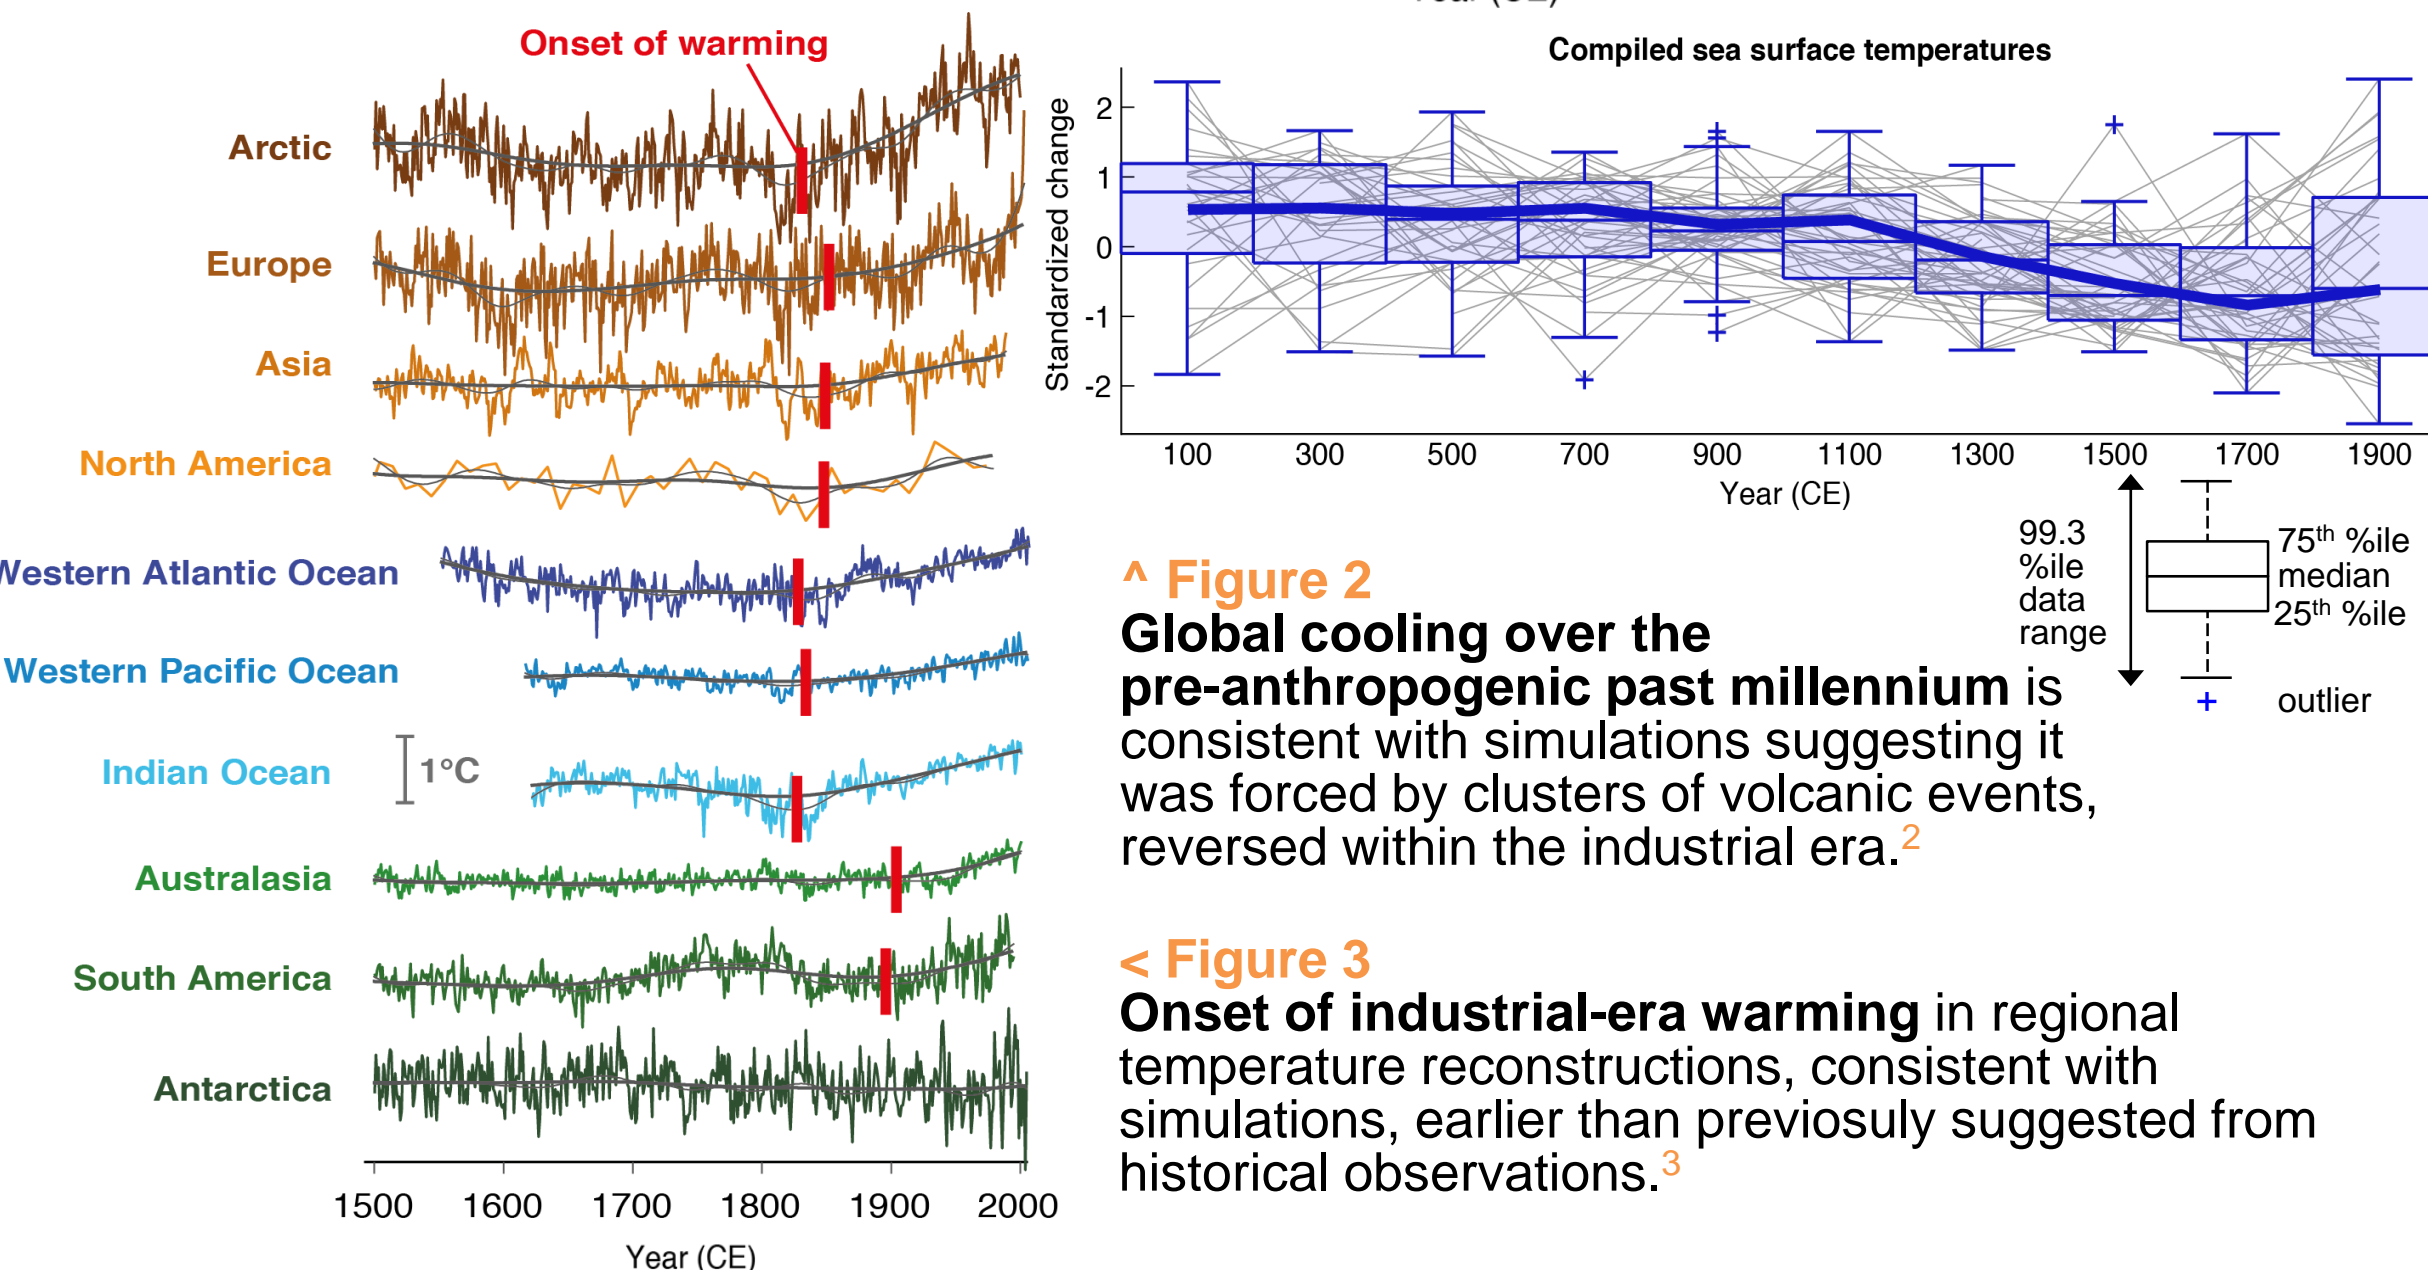 Onset of warming
Arctic
Europe
Asia
North America
Western Atlantic Ocean
Western Pacific Ocean
Indian Ocean
1°C
Australasia
South America
Antarctica
1500 1600 1700 1800 1900 2000
Year (CE)
Year (CE)
Compiled sea surface temperatures
Standardized change
2
1
0
-1
-2
100 300 500 700 900 1100 1300 1500 1700 1900
Year (CE)
99.3
%ile
data
range
75th %ile
median
25th %ile
+ outlier
^ Figure 2
Global cooling over the
pre-anthropogenic past millennium is
consistent with simulations suggesting it
was forced by clusters of volcanic events,
reversed within the industrial era.2
< Figure 3
Onset of industrial-era warming in regional
temperature reconstructions, consistent with
simulations, earlier than previosuly suggested from
historical observations.3